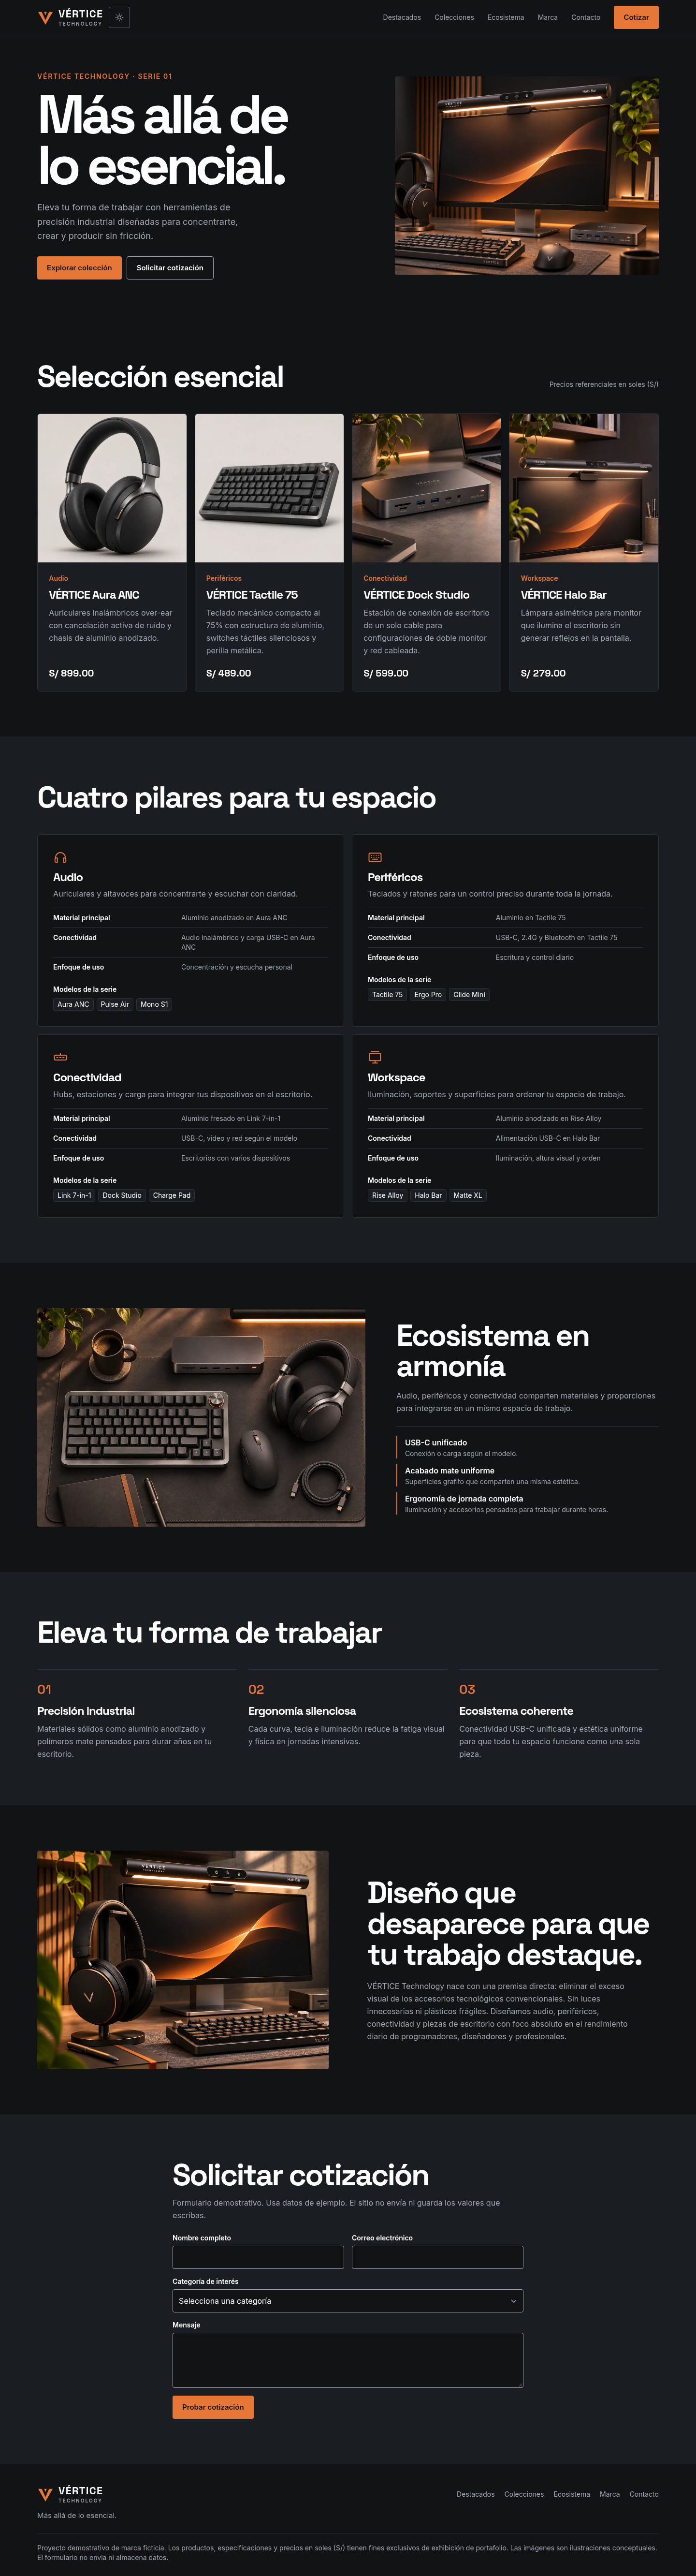 VÉRTICE
TECHNOLOGY
Destacados
Colecciones
Ecosistema
Marca
Contacto
Cotizar
VÉRTICE TECHNOLOGY · SERIE 01
Más allá de
lo esencial.
Eleva tu forma de trabajar con herramientas de
precisión industrial diseñadas para concentrarte,
crear y producir sin fricción.
Explorar colección
Solicitar cotización
Selección esencial
Precios referenciales en soles (S/)
Audio
VÉRTICE Aura ANC
Auriculares inalámbricos over-ear
con cancelación activa de ruido y
chasis de aluminio anodizado.
S/ 899.00
Periféricos
VÉRTICE Tactile 75
Teclado mecánico compacto al
75% con estructura de aluminio,
switches táctiles silenciosos y
perilla metálica.
S/ 489.00
Conectividad
VÉRTICE Dock Studio
Estación de conexión de escritorio
de un solo cable para
configuraciones de doble monitor
y red cableada.
S/ 599.00
Workspace
VÉRTICE Halo Bar
Lámpara asimétrica para monitor
que ilumina el escritorio sin
generar reflejos en la pantalla.
S/ 279.00
Cuatro pilares para tu espacio
Audio
Auriculares y altavoces para concentrarte y escuchar con claridad.
Material principal
Aluminio anodizado en Aura ANC
Conectividad
Audio inalámbrico y carga USB-C en Aura
ANC
Enfoque de uso
Concentración y escucha personal
Modelos de la serie
Aura ANC
Pulse Air
Mono S1
Periféricos
Teclados y ratones para un control preciso durante toda la jornada.
Material principal
Aluminio en Tactile 75
Conectividad
USB-C, 2.4G y Bluetooth en Tactile 75
Enfoque de uso
Escritura y control diario
Modelos de la serie
Tactile 75
Ergo Pro
Glide Mini
Conectividad
Hubs, estaciones y carga para integrar tus dispositivos en el escritorio.
Material principal
Aluminio fresado en Link 7-in-1
Conectividad
USB-C, video y red según el modelo
Enfoque de uso
Escritorios con varios dispositivos
Modelos de la serie
Link 7-in-1
Dock Studio
Charge Pad
Workspace
Iluminación, soportes y superficies para ordenar tu espacio de trabajo.
Material principal
Aluminio anodizado en Rise Alloy
Conectividad
Alimentación USB-C en Halo Bar
Enfoque de uso
Iluminación, altura visual y orden
Modelos de la serie
Rise Alloy
Halo Bar
Matte XL
Ecosistema en
armonía
Audio, periféricos y conectividad comparten materiales y proporciones
para integrarse en un mismo espacio de trabajo.
USB-C unificado
Conexión o carga según el modelo.
Acabado mate uniforme
Superficies grafito que comparten una misma estética.
Ergonomía de jornada completa
Iluminación y accesorios pensados para trabajar durante horas.
Eleva tu forma de trabajar
01
Precisión industrial
Materiales sólidos como aluminio anodizado y
polímeros mate pensados para durar años en tu
escritorio.
02
Ergonomía silenciosa
Cada curva, tecla e iluminación reduce la fatiga visual
y física en jornadas intensivas.
03
Ecosistema coherente
Conectividad USB-C unificada y estética uniforme
para que todo tu espacio funcione como una sola
pieza.
VÉRTICE
Diseño que
desaparece para que
tu trabajo destaque.
VÉRTICE Technology nace con una premisa directa: eliminar el exceso
visual de los accesorios tecnológicos convencionales. Sin luces
innecesarias ni plásticos frágiles. Diseñamos audio, periféricos,
conectividad y piezas de escritorio con foco absoluto en el rendimiento
diario de programadores, diseñadores y profesionales.
Solicitar cotización
Formulario demostrativo. Usa datos de ejemplo. El sitio no envía ni guarda los valores que
escribas.
Nombre completo
Correo electrónico
Categoría de interés
Selecciona una categoría
Mensaje
Probar cotización
VÉRTICE
TECHNOLOGY
Más allá de lo esencial.
Destacados
Colecciones
Ecosistema
Marca
Contacto
Proyecto demostrativo de marca ficticia. Los productos, especificaciones y precios en soles (S/) tienen fines exclusivos de exhibición de portafolio. Las imágenes son ilustraciones conceptuales.
El formulario no envía ni almacena datos.